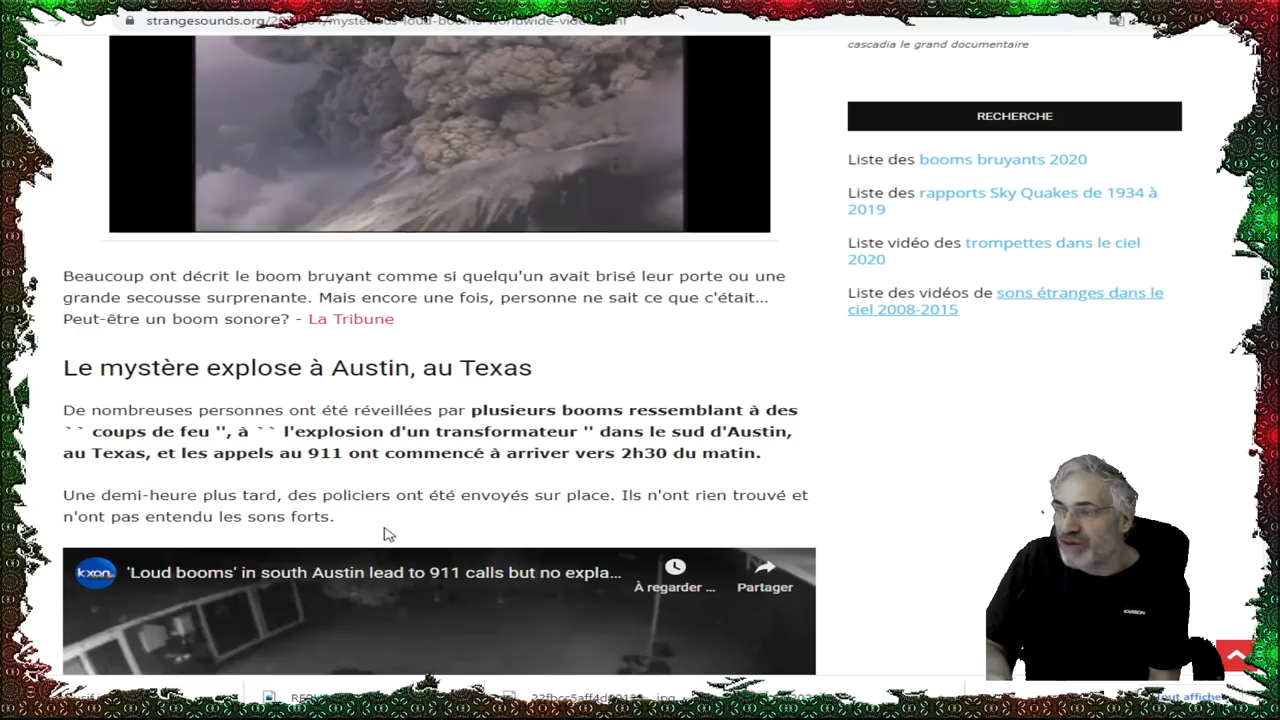 strangesounds.org/
cascadia le grand documentaire
RECHERCHE
Liste des booms bruyants 2020
Liste des rapports Sky Quakes de 1934 à
2019
Liste vidéo des trompettes dans le ciel
2020
Liste des vidéos de sons étranges dans le
ciel 2008-2015
Beaucoup ont décrit le boom bruyant comme si quelqu'un avait brisé leur porte ou une
grande secousse surprenante. Mais encore une fois, personne ne sait ce que c'était...
Peut-être un boom sonore? - La Tribune
Le mystère explose à Austin, au Texas
De nombreuses personnes ont été réveillées par plusieurs booms ressemblant à des
`` coups de feu '', à `` l'explosion d'un transformateur '' dans le sud d'Austin,
au Texas, et les appels au 911 ont commencé à arriver vers 2h30 du matin.
Une demi-heure plus tard, des policiers ont été envoyés sur place. Ils n'ont rien trouvé et
n'ont pas entendu les sons forts.
kxan
'Loud booms' in south Austin lead to 911 calls but no expla...
À regarder ...
Partager
KARBON